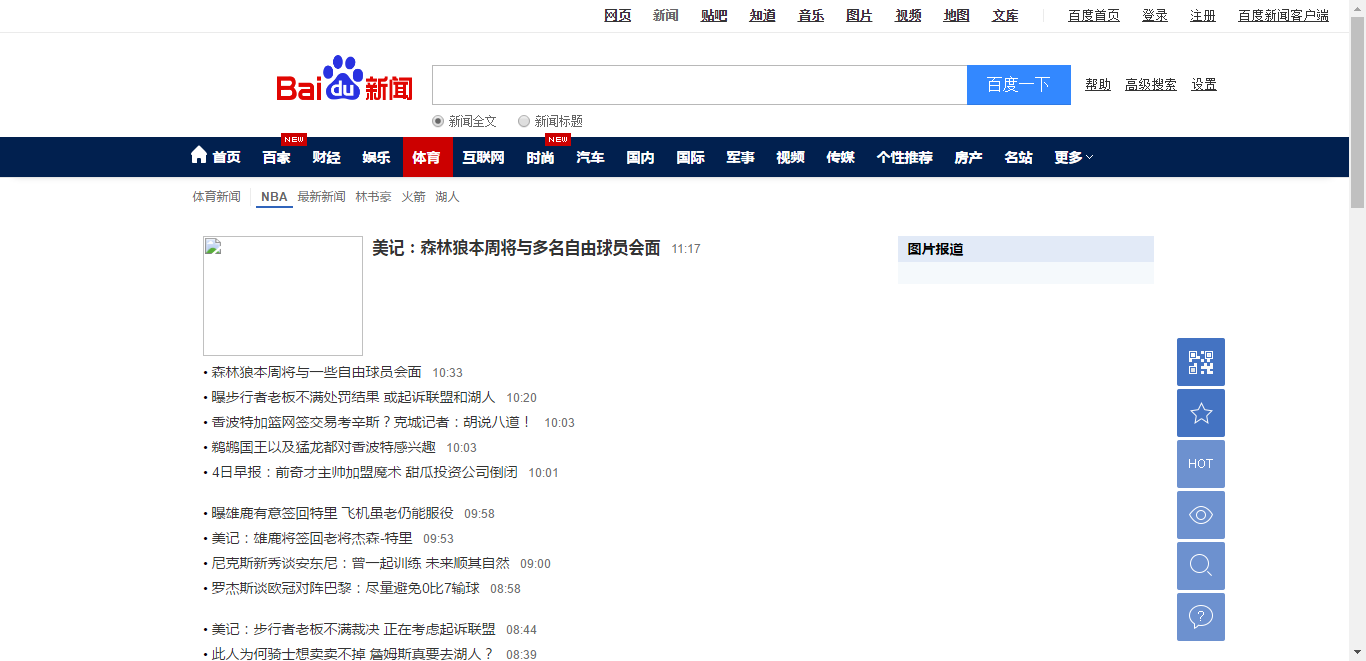 网页 新闻 贴吧 知道 音乐 图片 视频 地图 文库 百度首页 登录 注册 百度新闻客户端
Baidu新闻 百度一下 帮助 高级搜索 设置
新闻全文 新闻标题
NEW NEW
首页 百家 财经 娱乐 体育 互联网 时尚 汽车 国内 国际 军事 视频 传媒 个性推荐 房产 名站 更多
体育新闻 NBA 最新新闻 林书豪 火箭 湖人
美记：森林狼本周将与多名自由球员会面 11:17
图片报道
• 森林狼本周将与一些自由球员会面 10:33
• 曝步行者老板不满处罚结果 或起诉联盟和湖人 10:20
• 香波特加篮网签交易考辛斯？克城记者：胡说八道！ 10:03
• 鹈鹕国王以及猛龙都对香波特感兴趣 10:03
• 4日早报：前奇才主帅加盟魔术 甜瓜投资公司倒闭 10:01
HOT
• 曝雄鹿有意签回特里 飞机虽老仍能服役 09:58
• 美记：雄鹿将签回老将杰森-特里 09:53
• 尼克斯新秀谈安东尼：曾一起训练 未来顺其自然 09:00
• 罗杰斯谈欧冠对阵巴黎：尽量避免0比7输球 08:58
• 美记：步行者老板不满裁决 正在考虑起诉联盟 08:44
• 此人为何骑士想卖卖不掉 詹姆斯真要去湖人？ 08:39